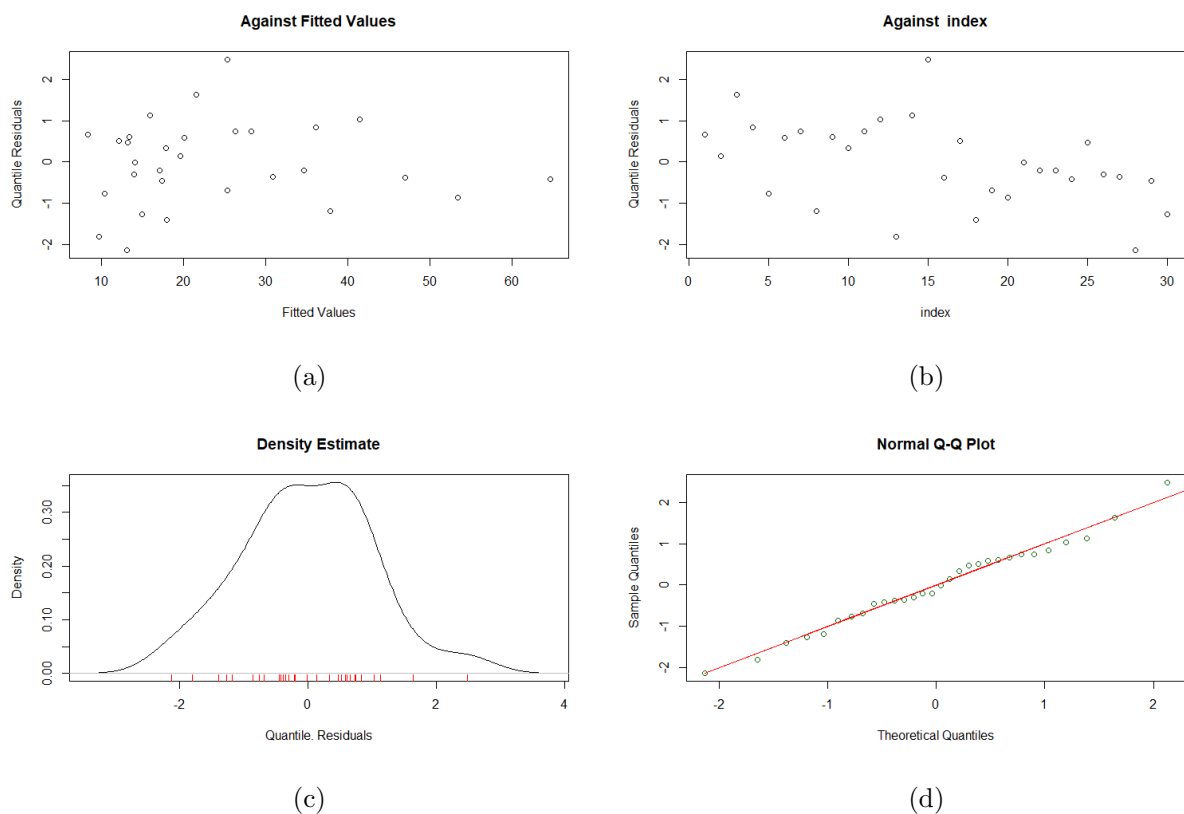 Against Fitted Values
Quantile Residuals
2
1
0
-1
-2
10 20 30 40 50 60
Fitted Values
(a)
Against index
Quantile Residuals
2
1
0
-1
-2
0 5 10 15 20 25 30
index
(b)
Density Estimate
Density
0.30
0.20
0.10
0.00
-2 0 2 4
Quantile. Residuals
(c)
Normal Q-Q Plot
Sample Quantiles
2
1
0
-1
-2
-2 -1 0 1 2
Theoretical Quantiles
(d)